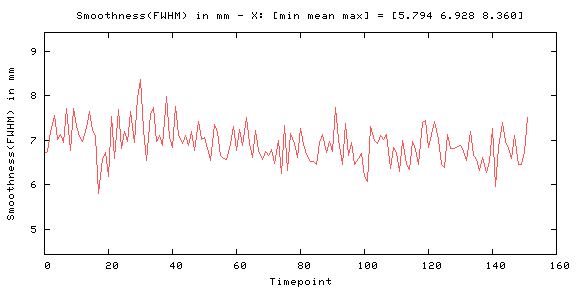 Smoothness(FWHM) in mm - X: [min mean max] = [5.794 6.928 8.360]
9
8
7
6
5
Smoothness(FWHM) in mm
0 20 40 60 80 100 120 140 160
Timepoint